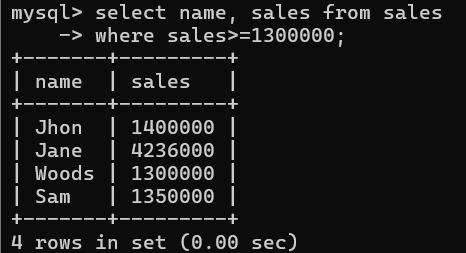 mysql> select name, sales from sales
    -> where sales>=1300000;
+-------+---------+
| name  | sales   |
+-------+---------+
| Jhon  | 1400000 |
| Jane  | 4236000 |
| Woods | 1300000 |
| Sam   | 1350000 |
+-------+---------+
4 rows in set (0.00 sec)